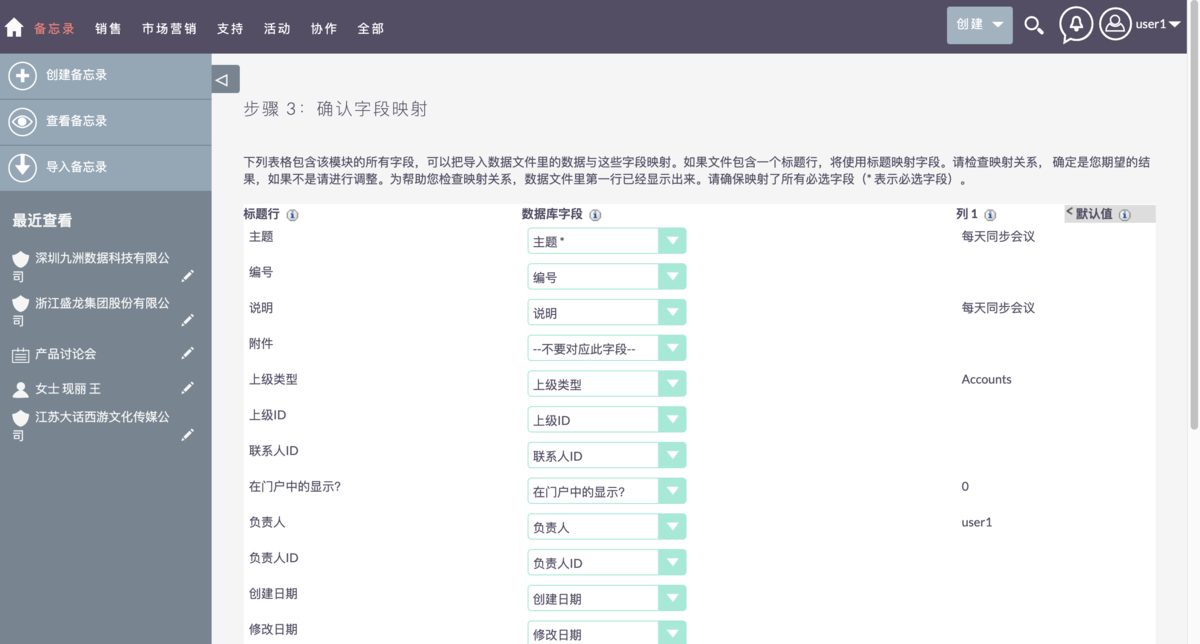 备忘录 销售 市场营销 支持 活动 协作 全部 创建 user1
创建备忘录
查看备忘录
导入备忘录
最近查看
深圳九洲数据科技有限公
司
浙江盛龙集团股份有限公
司
产品讨论会
女士 现丽 王
江苏大话西游文化传媒公
司
步骤 3：确认字段映射
下列表格包含该模块的所有字段，可以把导入数据文件里的数据与这些字段映射。如果文件包含一个标题行，将使用标题映射字段。请检查映射关系， 确定是您期望的结
果，如果不是请进行调整。为帮助您检查映射关系，数据文件里第一行已经显示出来。请确保映射了所有必选字段（* 表示必选字段）。
标题行 数据库字段 列 1 < 默认值
主题 主题 * 每天同步会议
编号 编号
说明 说明 每天同步会议
附件 --不要对应此字段--
上级类型 上级类型 Accounts
上级ID 上级ID
联系人ID 联系人ID
在门户中的显示? 在门户中的显示? 0
负责人 负责人 user1
负责人ID 负责人ID
创建日期 创建日期
修改日期 修改日期